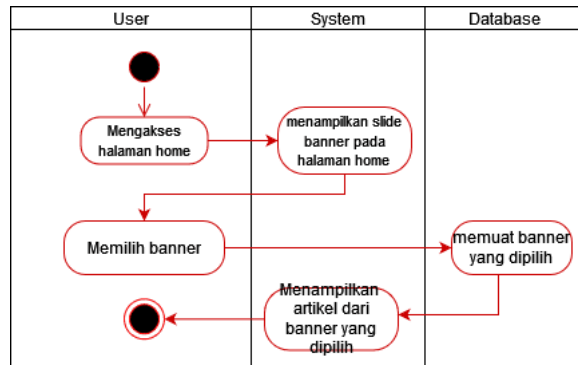 User
System
Database
Mengakses
halaman home
menampilkan slide
banner pada
halaman home
Memilih banner
memuat banner
yang dipilih
Menampilkan
artikel dari
banner yang
dipilih